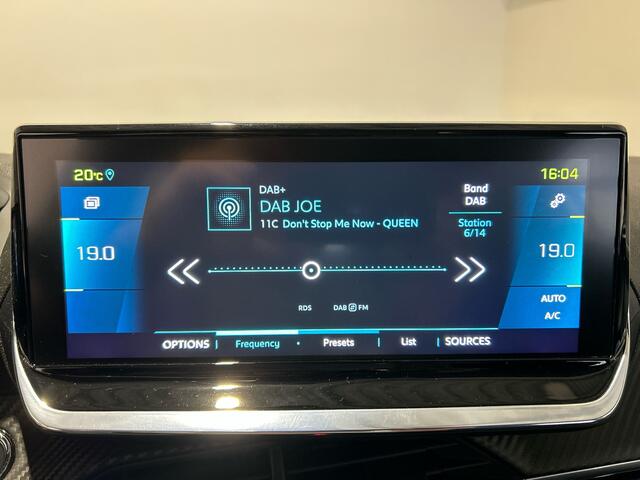 20°C
16:04
DAB+
DAB JOE
11C Don't Stop Me Now - QUEEN
Band
DAB
Station
6/14
19.0
19.0
RDS
DAB FM
AUTO
A/C
OPTIONS Frequency Presets List SOURCES